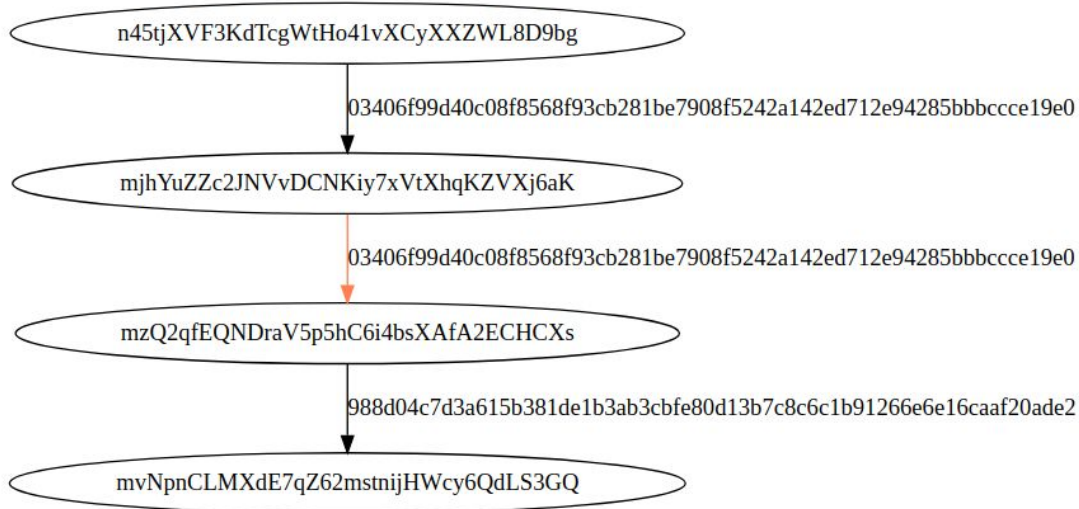 n45tjXVF3KdTcgWtHo41vXCyXXZWL8D9bg
03406f99d40c08f8568f93cb281be7908f5242a142ed712e94285bbbccce19e0
mjhYuZZc2JNVvDCNKiy7xVtXhqKZVXj6aK
03406f99d40c08f8568f93cb281be7908f5242a142ed712e94285bbbccce19e0
mzQ2qfEQNDraV5p5hC6i4bsXAfA2ECHCXs
988d04c7d3a615b381de1b3ab3cbfe80d13b7c8c6c1b91266e6e16caaf20ade2
mvNpnCLMXdE7qZ62mstnijHWcy6QdLS3GQ